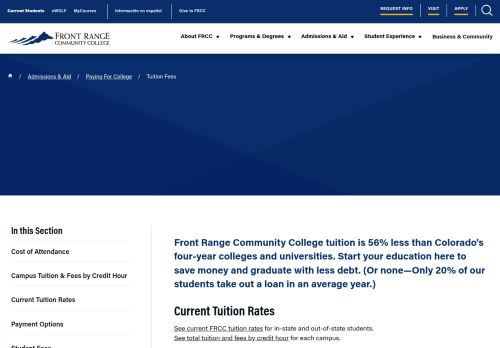 Current Students eWOLF MyCourses Información en español Give to FRCC REQUEST INFO VISIT APPLY
FRONT RANGE
COMMUNITY COLLEGE
About FRCC Programs & Degrees Admissions & Aid Student Experience Business & Community
/ Admissions & Aid / Paying For College / Tuition Fees
In this Section
Cost of Attendance
Campus Tuition & Fees by Credit Hour
Current Tuition Rates
Payment Options
Student Fees
Front Range Community College tuition is 56% less than Colorado's
four-year colleges and universities. Start your education here to
save money and graduate with less debt. (Or none—Only 20% of our
students take out a loan in an average year.)
Current Tuition Rates
See current FRCC tuition rates for in-state and out-of-state students.
See total tuition and fees by credit hour for each campus.